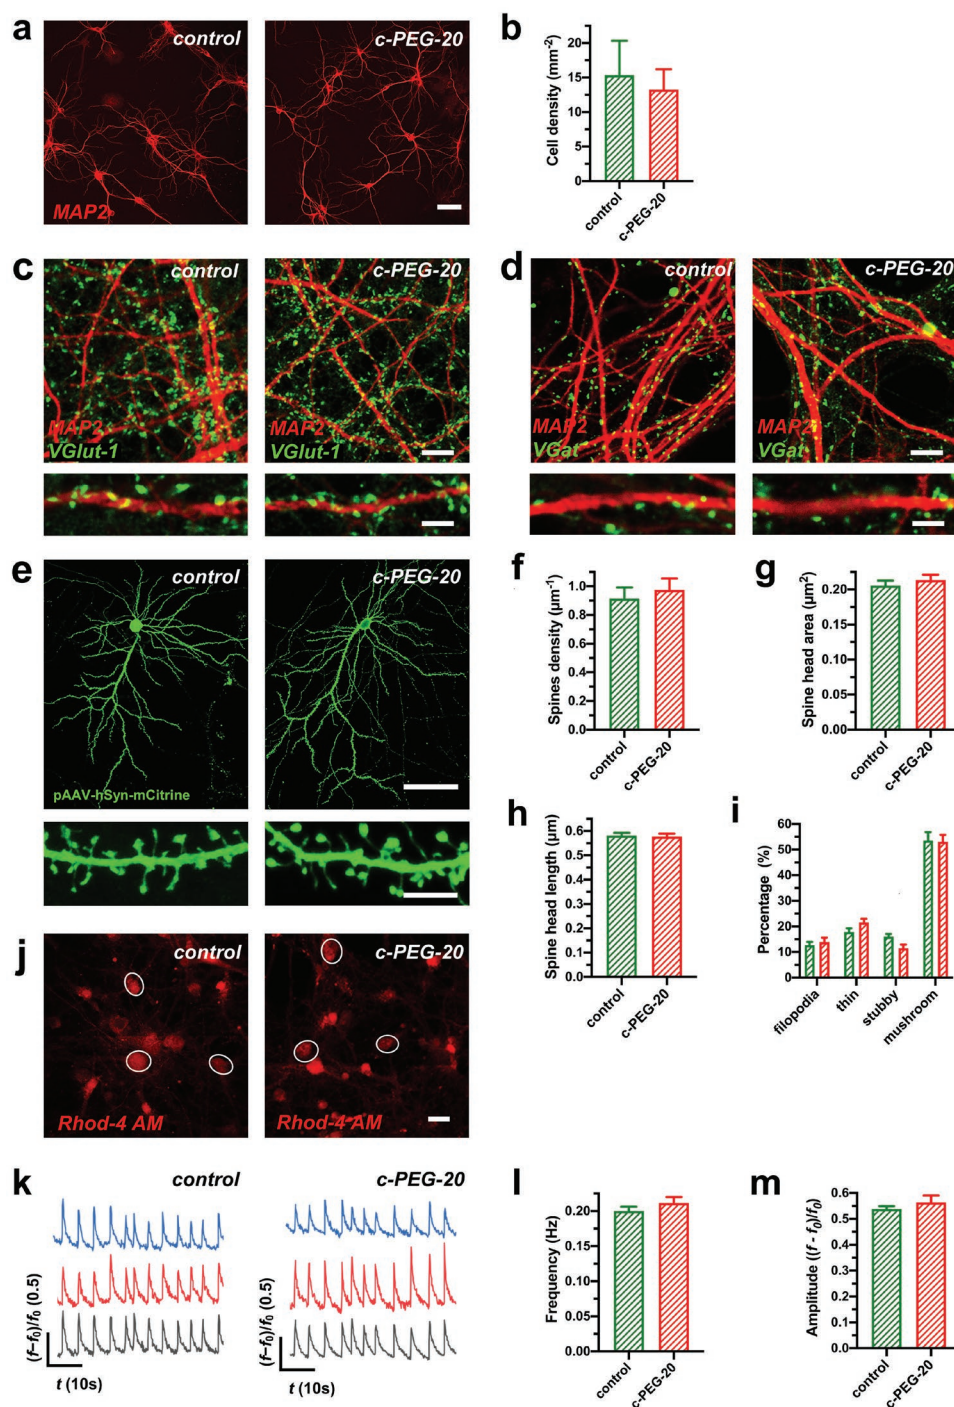 a
control
c-PEG-20
MAP2
b
Cell density (mm⁻²)
20
15
10
5
0
control
c-PEG-20
c
control
c-PEG-20
MAP2
VGlut-1
MAP2
VGlut-1
d
control
c-PEG-20
MAP2
VGat
MAP2
VGat
e
control
c-PEG-20
pAAV-hSyn-mCitrine
f
Spines density (µm⁻¹)
1.0
0.8
0.6
0.4
0.2
0.0
control
c-PEG-20
g
Spine head area (µm²)
0.20
0.15
0.10
0.05
0.00
control
c-PEG-20
h
Spine head length (µm)
0.6
0.5
0.4
0.3
0.2
0.1
0.0
control
c-PEG-20
i
Percentage (%)
60
50
40
30
20
10
0
filopodia
thin
stubby
mushroom
j
control
c-PEG-20
Rhod-4 AM
Rhod-4 AM
k
control
c-PEG-20
(f–f₀)/f₀ (0.5)
t (10s)
(f–f₀)/f₀ (0.5)
t (10s)
l
Frequency (Hz)
0.20
0.15
0.10
0.05
0.00
control
c-PEG-20
m
Amplitude ((f - f₀)/f₀)
0.6
0.5
0.4
0.3
0.2
0.1
0.0
control
c-PEG-20